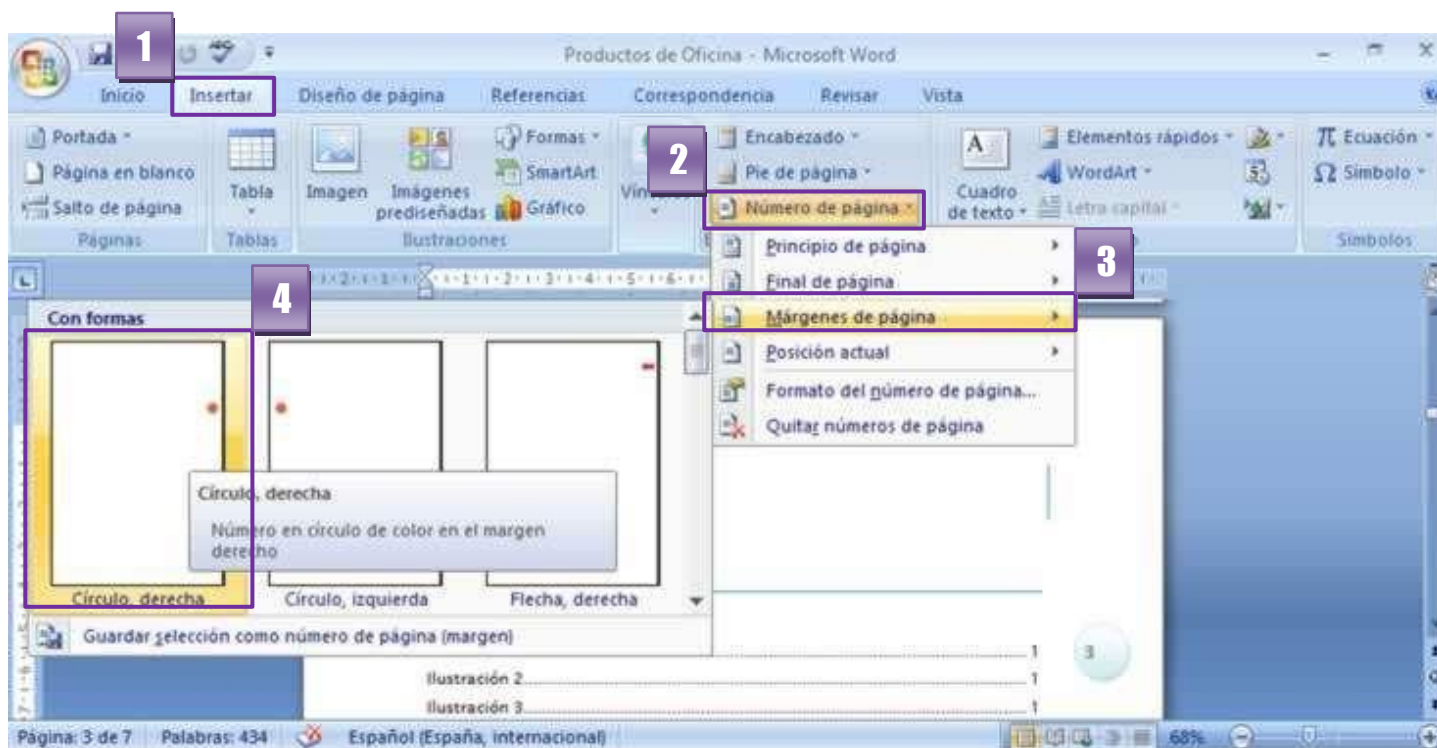 1
Productos de Oficina - Microsoft Word
Inicio Insertar Diseño de página Referencias Correspondencia Revisar Vista
Portada
Página en blanco
Salto de página
Páginas
Tabla
Tablas
Imagen
Imágenes prediseñadas
Formas
SmartArt
Gráfico
Ilustraciones
2
Encabezado
Pie de página
Número de página
A
Cuadro de texto
Elementos rápidos
WordArt
Letra capital
π Ecuación
Ω Símbolo
Símbolos
Principio de página
Final de página
Márgenes de página
Posición actual
Formato del número de página...
Quitar números de página
3
4
Con formas
Círculo, derecha
Número en círculo de color en el margen
derecho
Círculo, derecha Círculo, izquierda Flecha, derecha
Guardar selección como número de página (margen)
1
3
Ilustración 2 1
Ilustración 3 1
Página: 3 de 7 Palabras: 434 Español (España, internacional) 68%